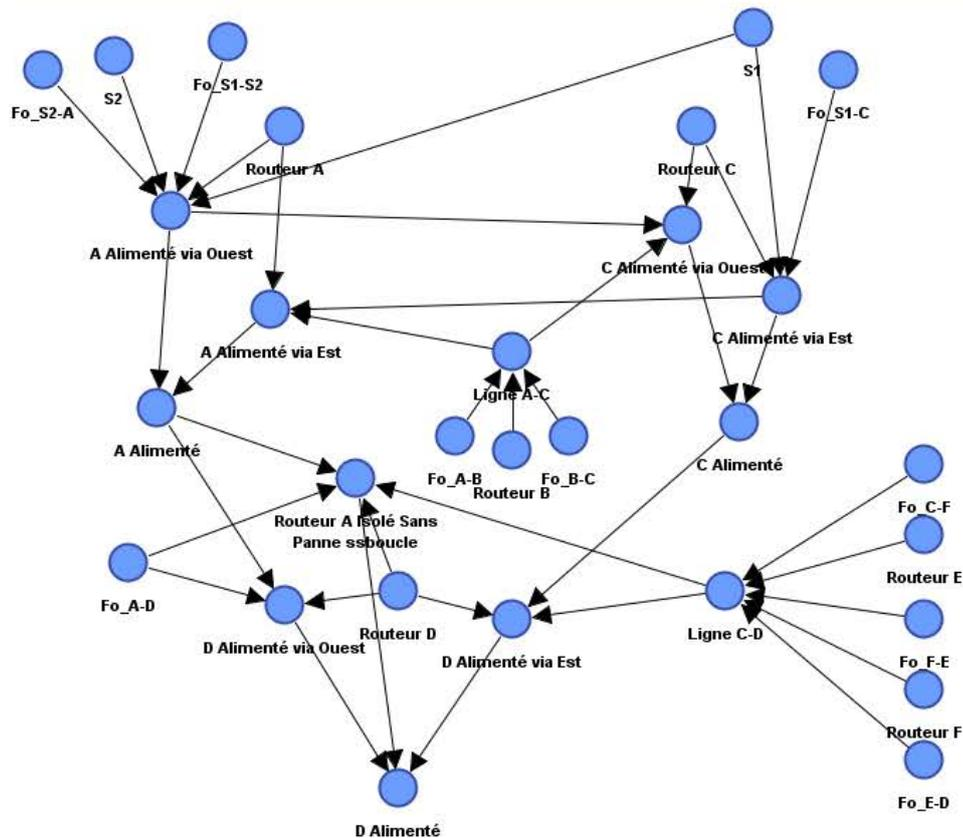 Fo_S2-A
S2
Fo_S1-S2
S1
Fo_S1-C
Routeur A
Routeur C
A Alimenté via Ouest
C Alimenté via Ouest
A Alimenté via Est
C Alimenté via Est
Ligne A-C
A Alimenté
Fo_A-B
Routeur B
Fo_B-C
C Alimenté
Fo_C-F
Routeur A Isolé Sans
Panne ssboucle
Routeur E
Fo_A-D
Routeur D
Ligne C-D
D Alimenté via Ouest
D Alimenté via Est
Fo_F-E
Routeur F
Fo_E-D
D Alimenté